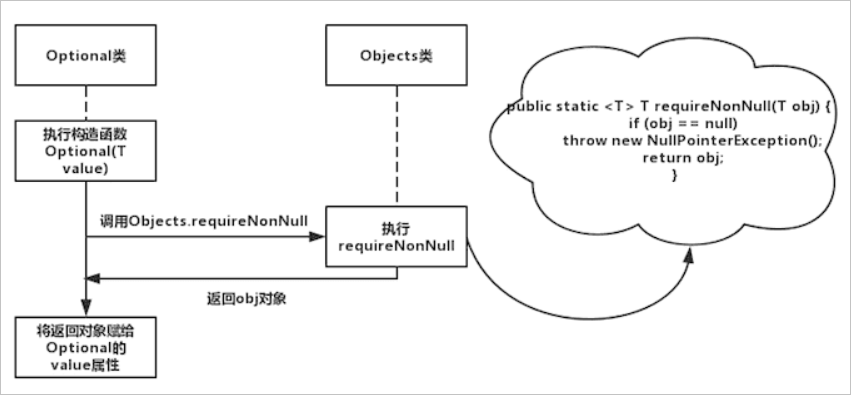 Optional类
Objects类
执行构造函数
Optional(T
value)
public static <T> T requireNonNull(T obj) {
if (obj == null)
throw new NullPointerException();
return obj;
}
调用Objects.requireNonNull
执行
requireNonNull
返回obj对象
将返回对象赋给
Optional的
value属性